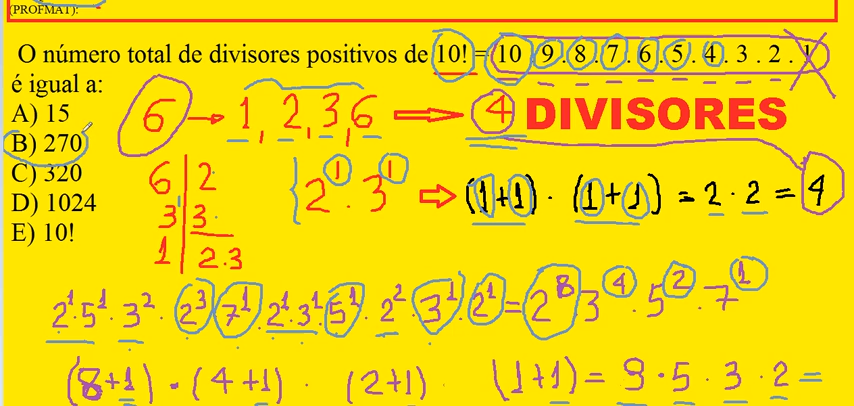 (PROFMAT):
O número total de divisores positivos de 10! = 10 . 9 . 8 . 7 . 6 . 5 . 4 . 3 . 2 . 1
é igual a:
A) 15
B) 270
C) 320
D) 1024
E) 10!
6 → 1, 2, 3, 6 ⇒ 4 DIVISORES
6 | 2
3 | 3
1 | 2.3
{ 2¹ . 3¹ ⇒ (1+1) . (1+1) = 2 . 2 = 4
2¹.5¹.3².2³.7¹.2¹.3¹.5¹.2².3¹.2¹ = 2⁸ 3⁴ . 5² . 7¹
(8+1) . (4+1) . (2+1) . (1+1) = 9 . 5 . 3 . 2 =